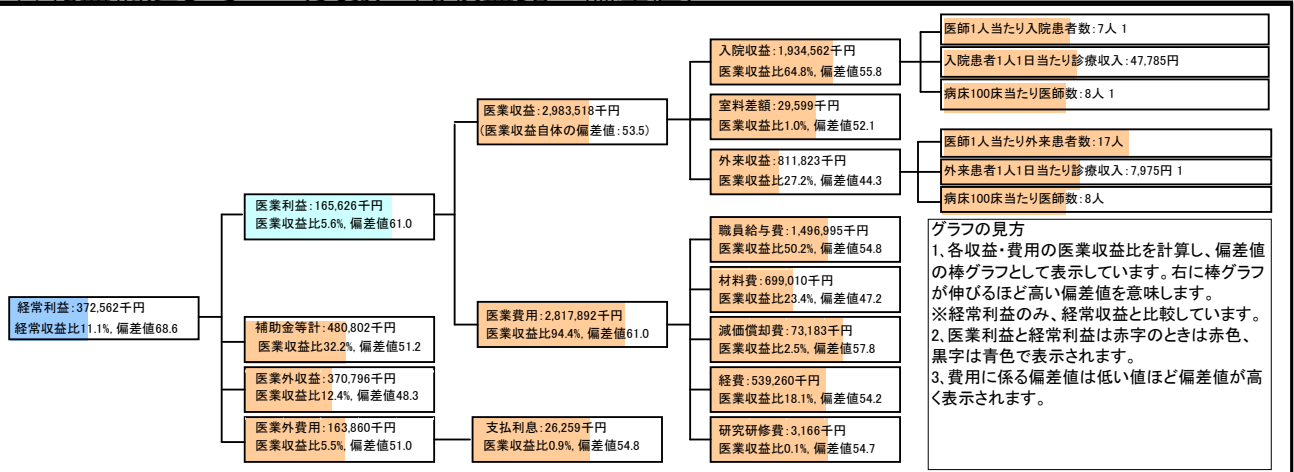 経常利益:372,562千円
経常収益比11.1%, 偏差値68.6
医業利益:165,626千円
医業収益比5.6%, 偏差値61.0
補助金等計:480,802千円
医業収益比32.2%, 偏差値51.2
医業外収益:370,796千円
医業収益比12.4%, 偏差値48.3
医業外費用:163,860千円
医業収益比5.5%, 偏差値51.0
医業収益:2,983,518千円
(医業収益自体の偏差値:53.5)
医業費用:2,817,892千円
医業収益比94.4%, 偏差値61.0
支払利息:26,259千円
医業収益比0.9%, 偏差値54.8
入院収益:1,934,562千円
医業収益比64.8%, 偏差値55.8
室料差額:29,599千円
医業収益比1.0%, 偏差値52.1
外来収益:811,823千円
医業収益比27.2%, 偏差値44.3
職員給与費:1,496,995千円
医業収益比50.2%, 偏差値54.8
材料費:699,010千円
医業収益比23.4%, 偏差値47.2
減価償却費:73,183千円
医業収益比2.5%, 偏差値57.8
経費:539,260千円
医業収益比18.1%, 偏差値54.2
研究研修費:3,166千円
医業収益比0.1%, 偏差値54.7
医師1人当たり入院患者数:7人 1
入院患者1人1日当たり診療収入:47,785円
病床100床当たり医師数:8人 1
医師1人当たり外来患者数:17人
外来患者1人1日当たり診療収入:7,975円 1
病床100床当たり医師数:8人
グラフの見方
1、各収益・費用の医業収益比を計算し、偏差値
の棒グラフとして表示しています。右に棒グラフ
が伸びるほど高い偏差値を意味します。
※経常利益のみ、経常収益と比較しています。
2、医業利益と経常利益は赤字のときは赤色、
黒字は青色で表示されます。
3、費用に係る偏差値は低い値ほど偏差値が高
く表示されます。